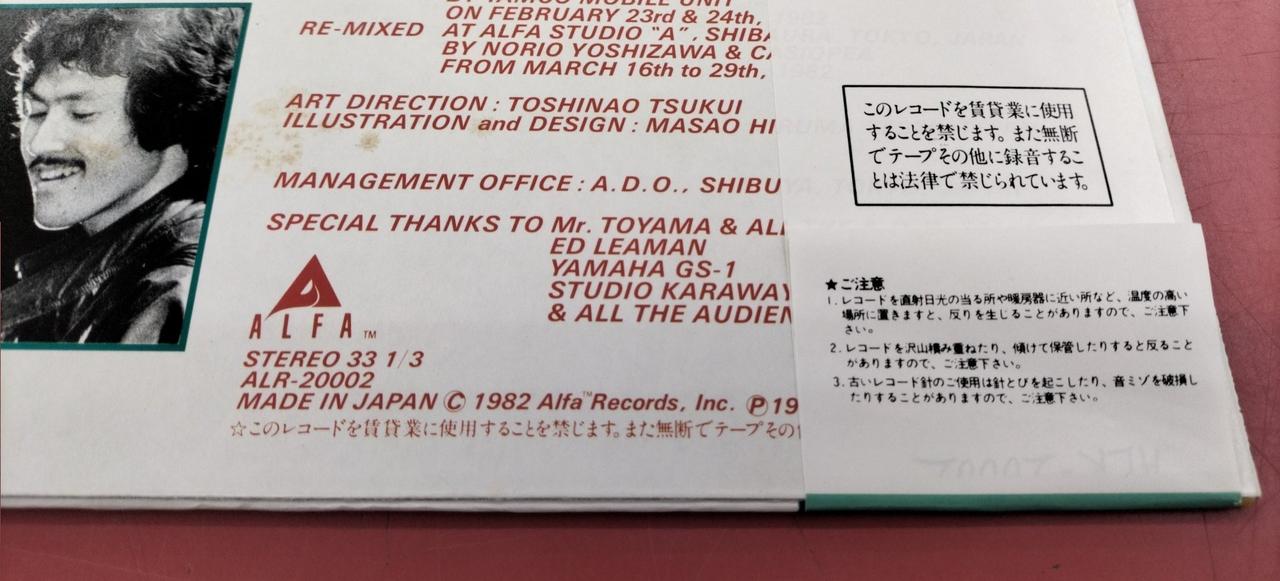 BY TAMCO MOBILE UNIT
ON FEBRUARY 23rd & 24th, 1982
RE-MIXED AT ALFA STUDIO "A", SHIBAURA, TOKYO, JAPAN
BY NORIO YOSHIZAWA & CASIOPEA
FROM MARCH 16th to 29th, 1982
ART DIRECTION : TOSHINAO TSUKUI
ILLUSTRATION and DESIGN : MASAO HI
MANAGEMENT OFFICE : A.D.O., SHIBUYA,
SPECIAL THANKS TO Mr. TOYAMA &
ED LEAMAN
YAMAHA GS-1
STUDIO KARAWAY
& ALL THE AUDIEN
ALFA™
STEREO 33 1/3
ALR-20002
MADE IN JAPAN Ⓒ 1982 Alfa™Records, Inc. Ⓟ19
☆このレコードを賃貸業に使用することを禁じます。また無断でテープその
このレコードを賃貸業に使用
することを禁じます。また無断
でテープその他に録音するこ
とは法律で禁じられています。
★ご注意
1. レコードを直射日光の当る所や暖房器に近い所など、温度の高い
場所に置きますと、反りを生じることがありますので、ご注意下
さい。
2. レコードを沢山積み重ねたり、傾けて保管したりすると反ること
がありますので、ご注意下さい。
3. 古いレコード針のご使用は針とびを起こしたり、音ミゾを破損し
たりすることがありますので、ご注意下さい。